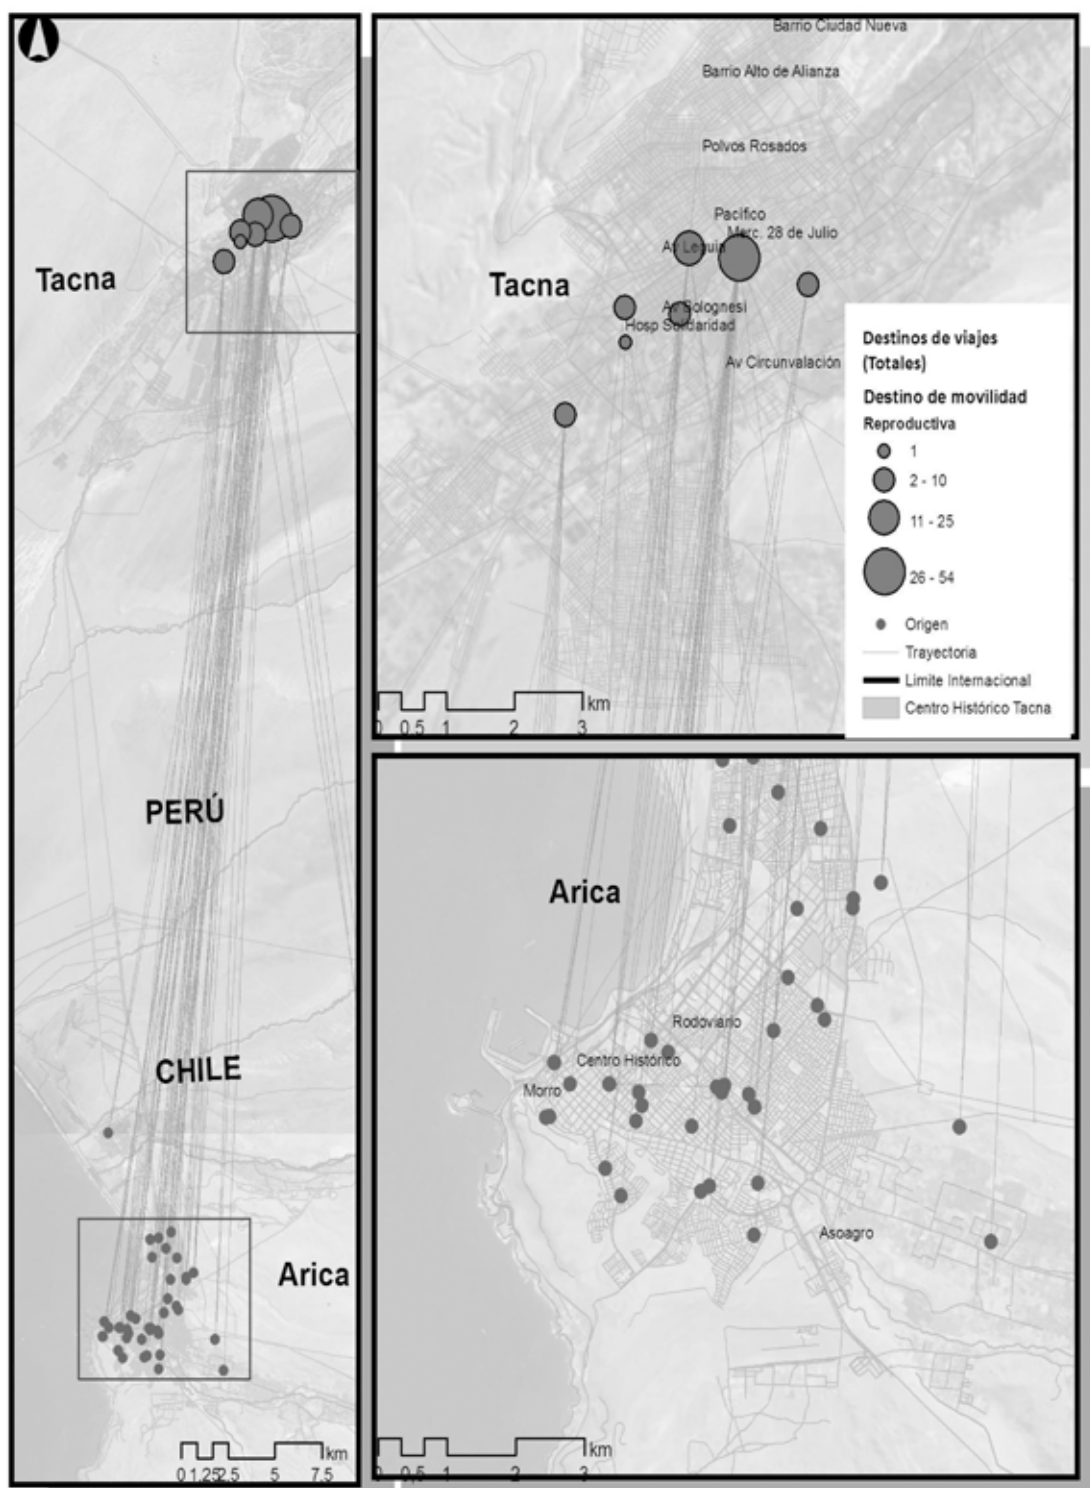 Tacna
PERÚ
CHILE
Arica
km
0 1,25 2,5 5 7,5
Barrio Ciudad Nueva
Barrio Alto de Alianza
Polvos Rosados
Pacífico
Merc. 28 de Julio
Av Leguia
Tacna
Av Bolognesi
Hosp Solidaridad
Av Circunvalación
km
0 0,5 1 2 3
Destinos de viajes
(Totales)
Destino de movilidad
Reproductiva
1
2 - 10
11 - 25
26 - 54
Origen
Trayectoria
Limite Internacional
Centro Histórico Tacna
Arica
Rodoviario
Centro Histórico
Morro
Asoagro
km
0 0,5 1 2 3